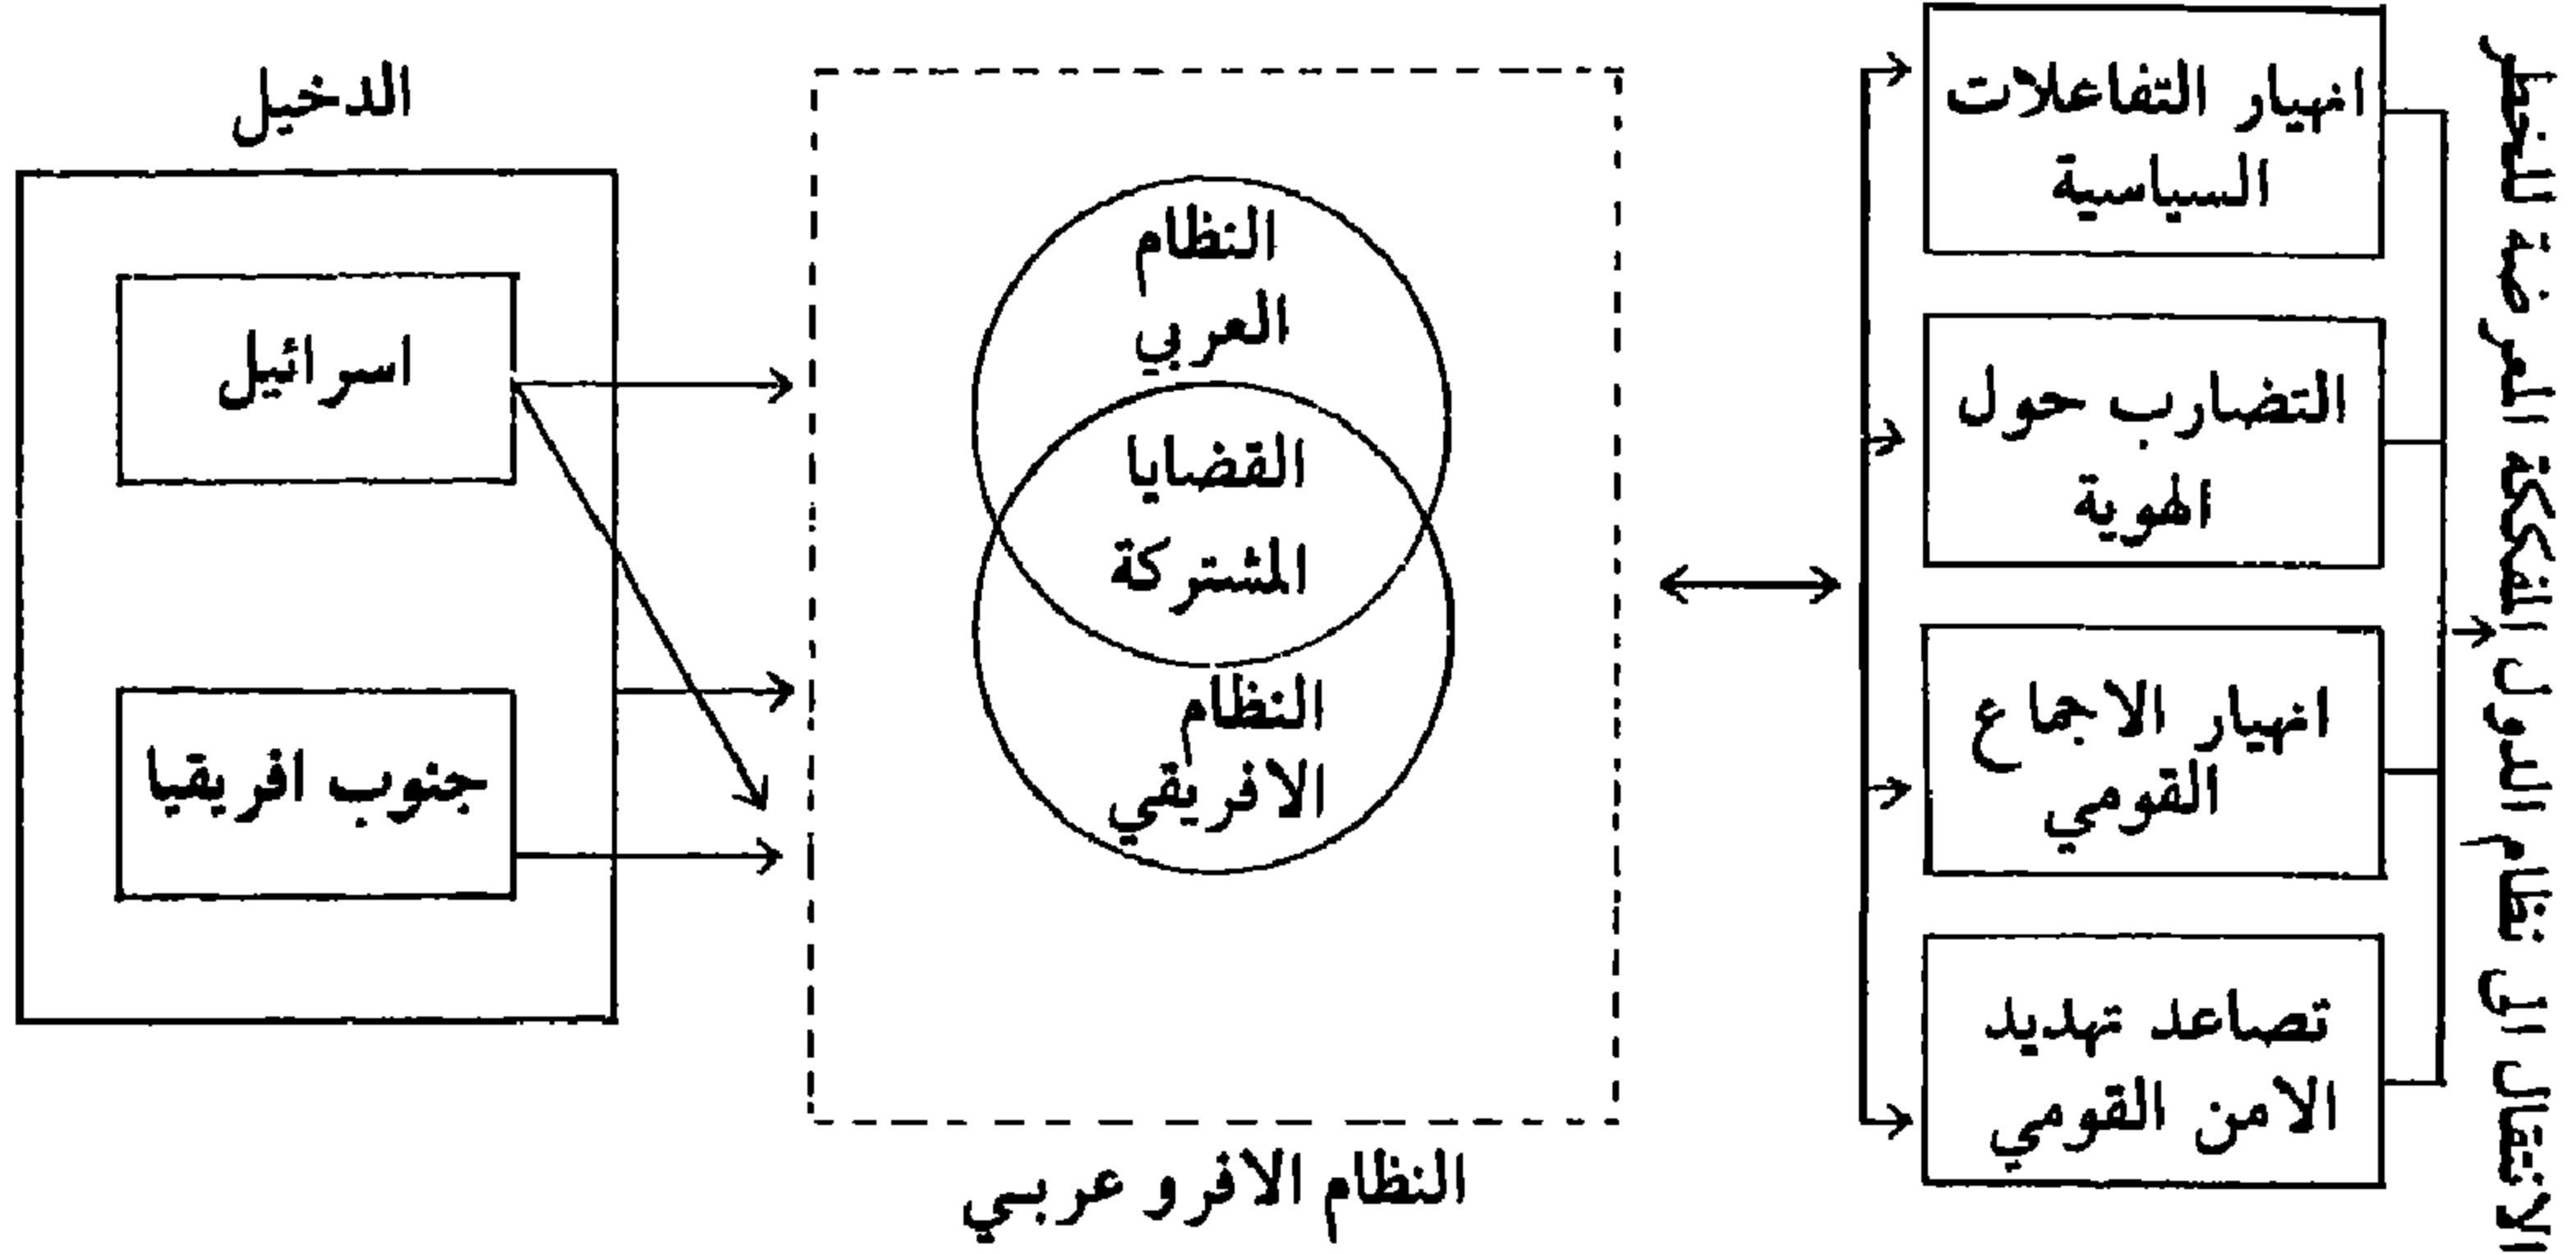 الدخيل
اسرائيل
جنوب افريقيا
النظام
العربي
القضايا
المشتركة
النظام
الافريقي
النظام الافرو عربي
انهيار التفاعلات
السياسية
التضارب حول
الهوية
انهيار الاجماع
القومي
تصاعد تهديد
الامن القومي
الانتقال الى نظام الدول المفككة المعرضة للخطر